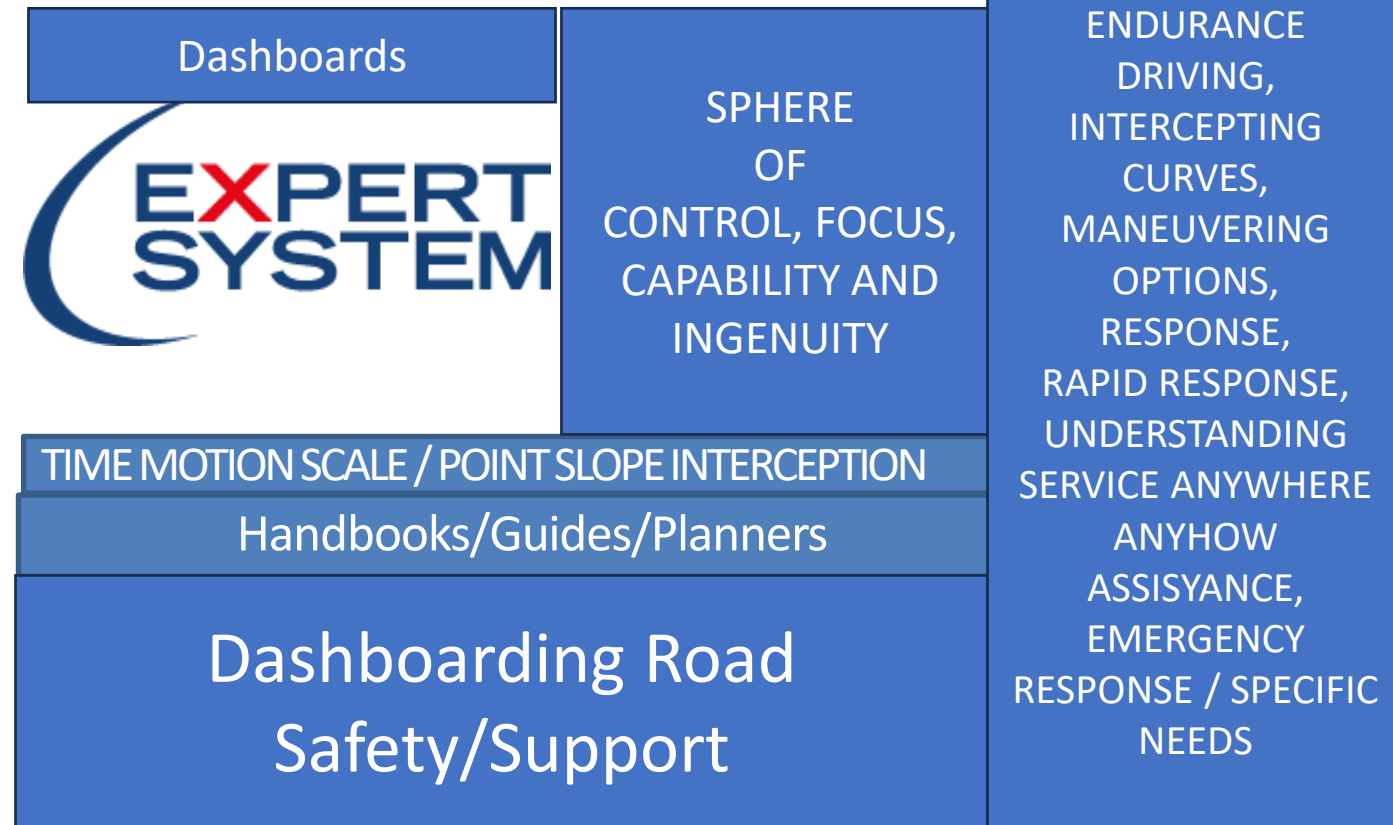 Dashboards
EXPERT
SYSTEM
SPHERE
OF
CONTROL, FOCUS,
CAPABILITY AND
INGENUITY
TIME MOTION SCALE / POINT SLOPE INTERCEPTION
Handbooks/Guides/Planners
Dashboarding Road
Safety/Support
ENDURANCE
DRIVING,
INTERCEPTING
CURVES,
MANEUVERING
OPTIONS,
RESPONSE,
RAPID RESPONSE,
UNDERSTANDING
SERVICE ANYWHERE
ANYHOW
ASSISYANCE,
EMERGENCY
RESPONSE / SPECIFIC
NEEDS